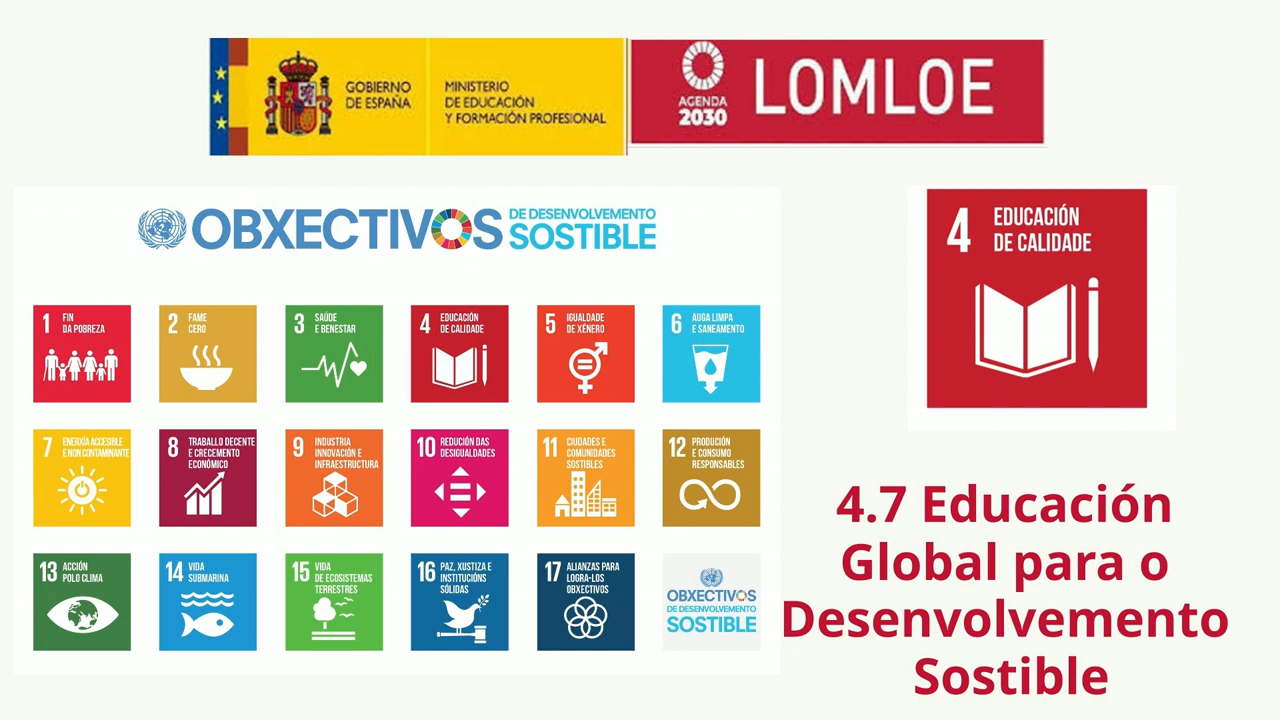 GOBIERNO
DE ESPAÑA
MINISTERIO
DE EDUCACIÓN
Y FORMACIÓN PROFESIONAL
AGENDA
2030
LOMLOE
OBXECTIVOS
DE DESENVOLVEMENTO
SOSTIBLE
1 FIN
DA POBREZA
2 FAME
CERO
3 SAÚDE
E BENESTAR
4 EDUCACIÓN
DE CALIDADE
5 IGUALDADE
DE XÉNERO
6 AUGA LIMPA
E SANEAMENTO
7 ENERXÍA ACCESIBLE
E NON CONTAMINANTE
8 TRABALLO DECENTE
E CRECEMENTO
ECONÓMICO
9 INDUSTRIA
INNOVACIÓN E
INFRAESTRUCTURA
10 REDUCIÓN DAS
DESIGUALDADES
11 CIUDADES E
COMUNIDADES
SOSTIBLES
12 PRODUCIÓN
E CONSUMO
RESPONSABLES
13 ACCIÓN
POLO CLIMA
14 VIDA
SUBMARINA
15 VIDA
DE ECOSISTEMAS
TERRESTRES
16 PAZ, XUSTIZA E
INSTITUCIÓNS
SÓLIDAS
17 ALIANZAS PARA
LOGRA-LOS
OBXECTIVOS
OBXECTIVOS
DE DESENVOLVEMENTO
SOSTIBLE
4 EDUCACIÓN
DE CALIDADE
4.7 Educación
Global para o
Desenvolvemento
Sostible